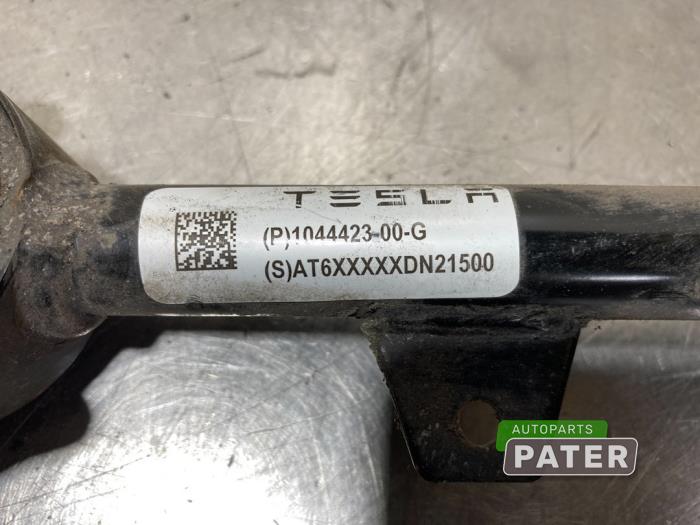 TESLA
(P)1044423-00-G
(S)AT6XXXXXDN21500
AUTOPARTS
PATER